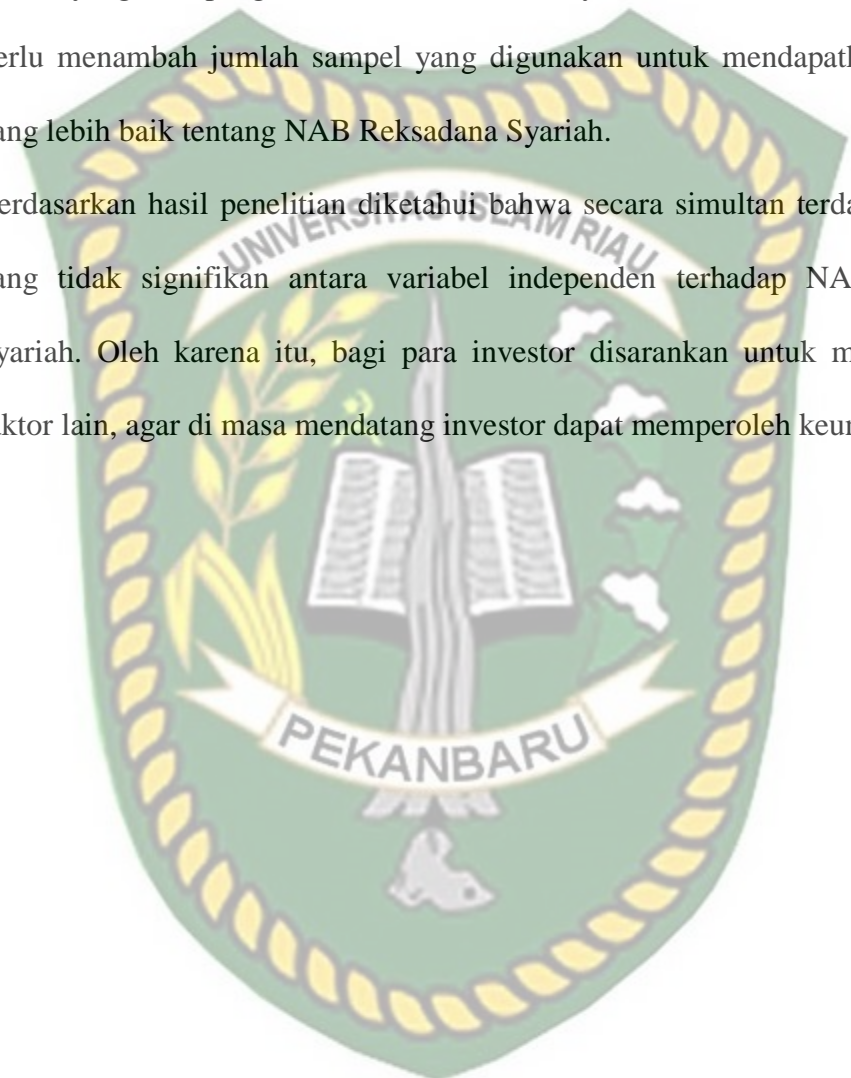 erlu menambah jumlah sampel yang digunakan untuk mendapatk
ang lebih baik tentang NAB Reksadana Syariah.
erdasarkan hasil penelitian diketahui bahwa secara simultan terda
UNIVERSITAS ISLAM RIAU
ang tidak signifikan antara variabel independen terhadap NA
yariah. Oleh karena itu, bagi para investor disarankan untuk m
aktor lain, agar di masa mendatang investor dapat memperoleh keun
PEKANBARU